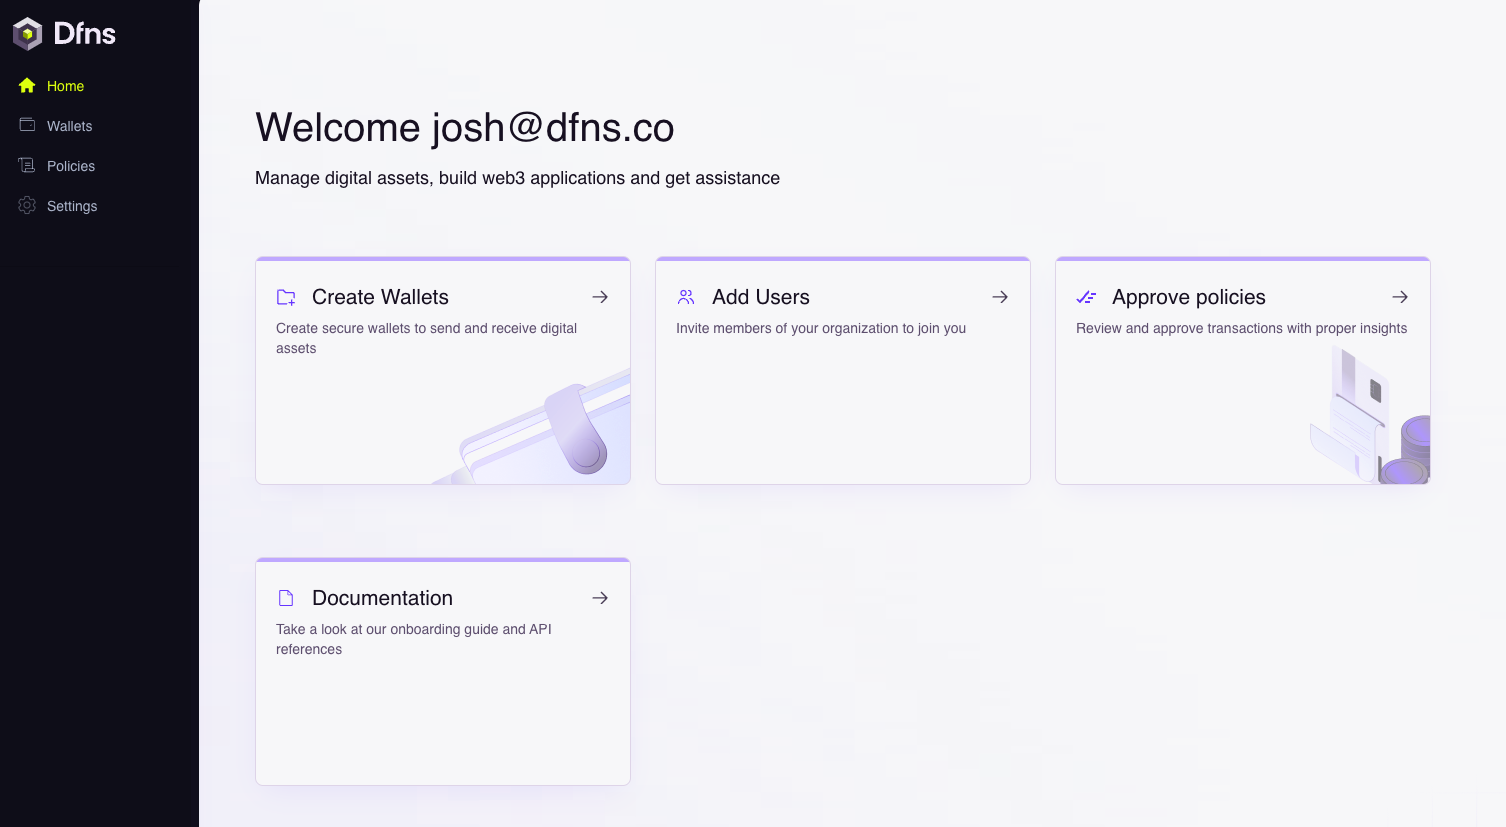 Dfns
Home
Wallets
Policies
Settings
Welcome josh@dfns.co
Manage digital assets, build web3 applications and get assistance
Create Wallets
Create secure wallets to send and receive digital
assets
Add Users
Invite members of your organization to join you
Approve policies
Review and approve transactions with proper insights
Documentation
Take a look at our onboarding guide and API
references